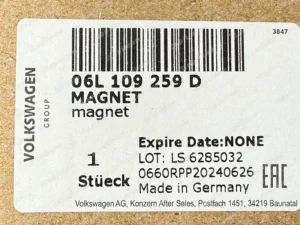 3847
VOLKSWAGEN
GROUP
06L 109 259 D
MAGNET
magnet
Expire Date:NONE
1
LOT: LS 6285032
Stüeck
0660RPP20240626
Made in Germany
EAC
Volkswagen AG, Konzern After Sales, Postfach 1451, 34219 Baunatal